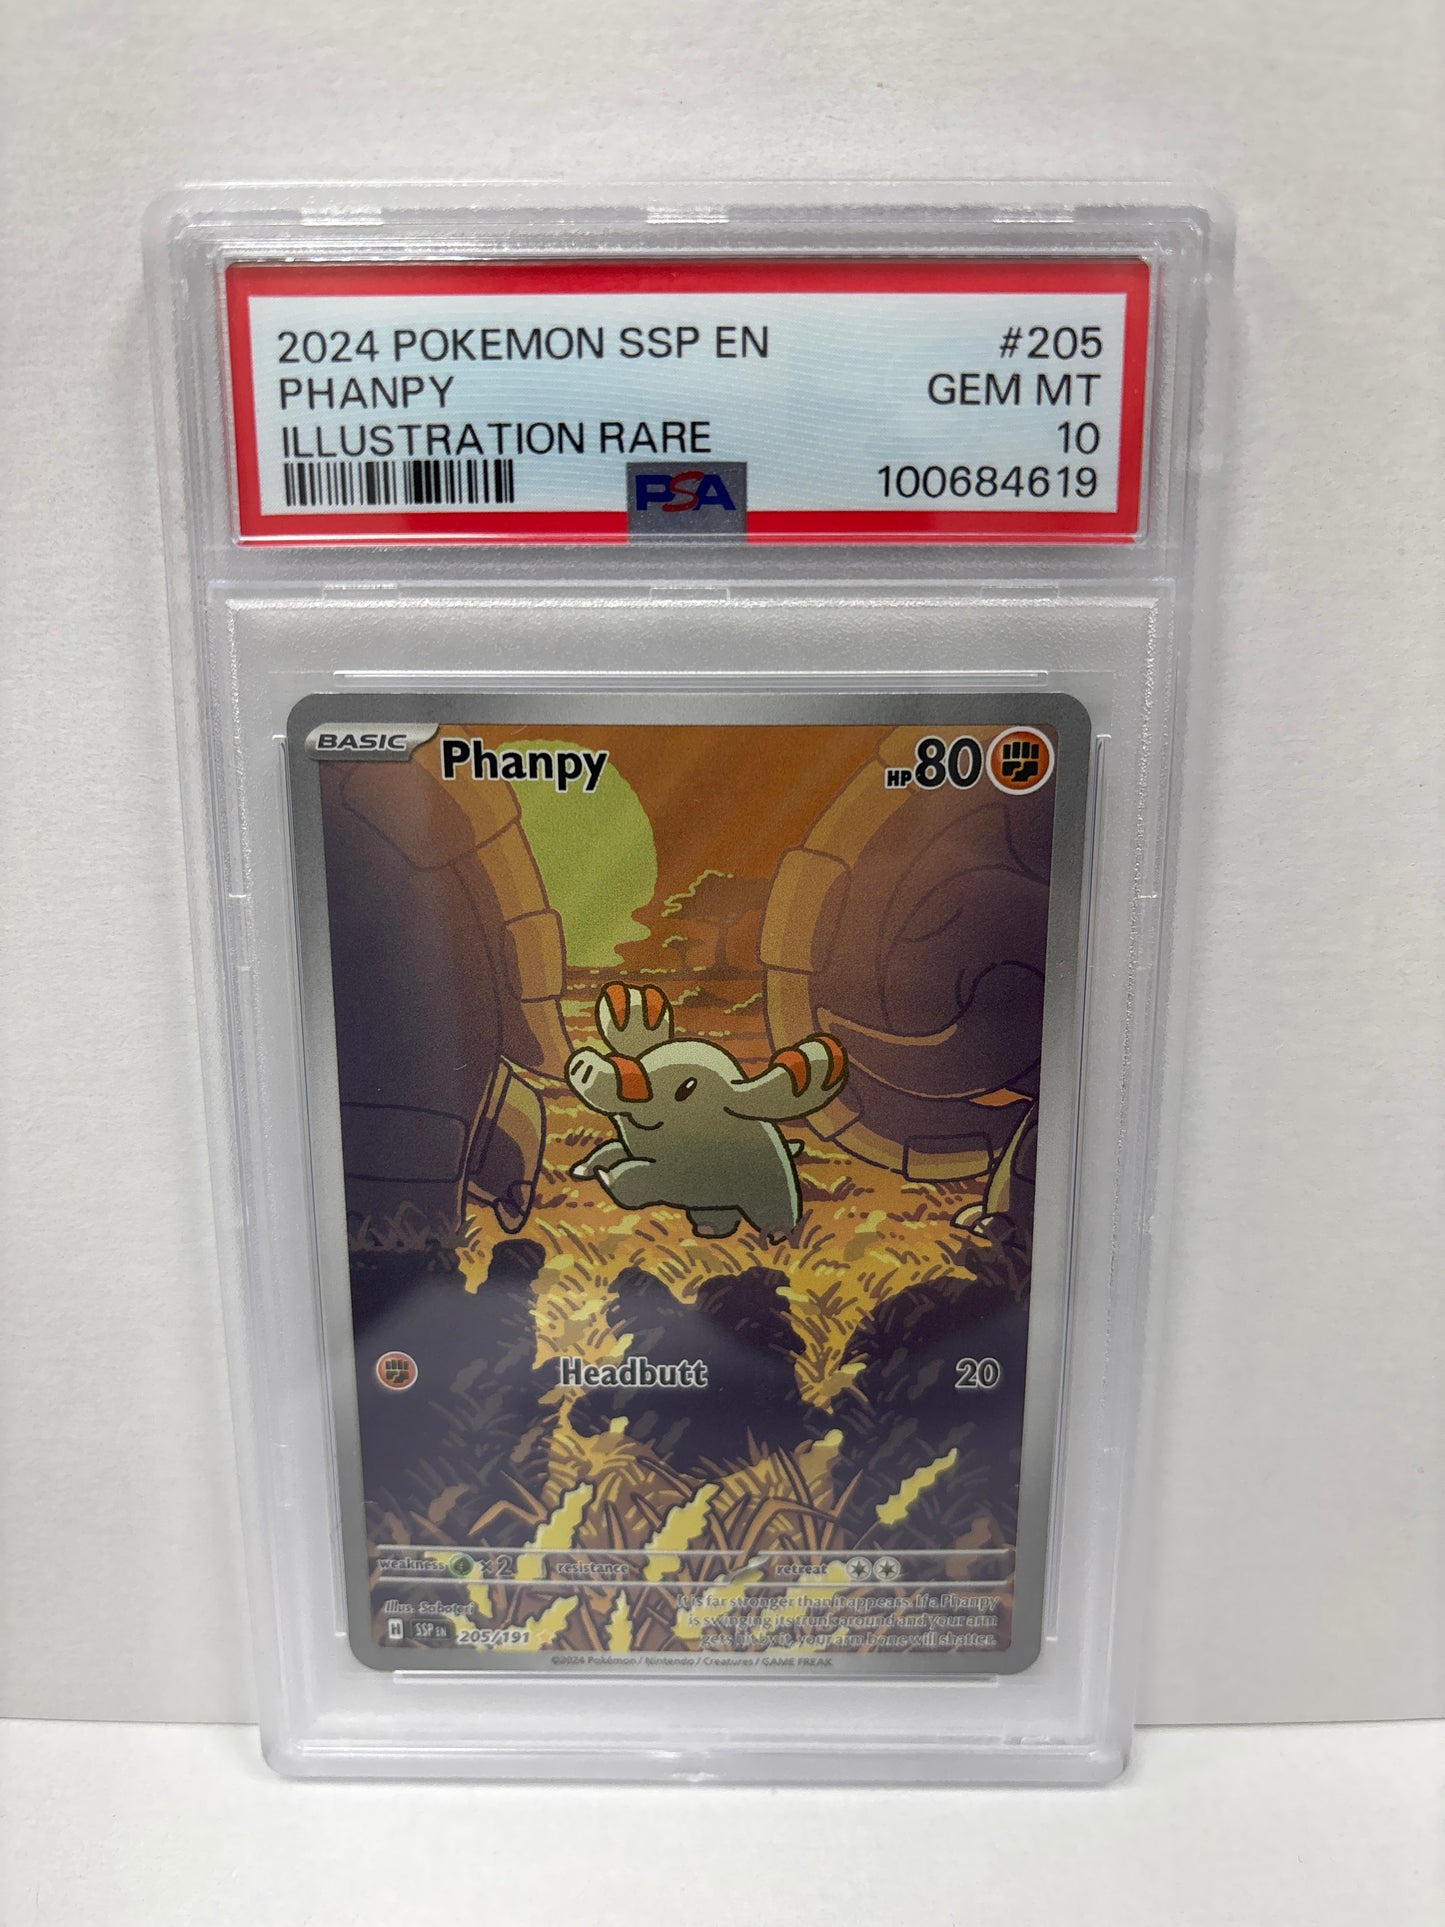 2024 POKEMON SSP EN #205
PHANPY GEM MT
ILLUSTRATION RARE 10
PSA 100684619
BASIC Phanpy HP 80
Headbutt 20
weakness ×2 resistance retreat
Illus. Saboteri
It is far stronger than it appears. If a Phanpy
is swinging its trunk around and your arm
gets hit by it, your arm bone will shatter.
H SSP EN 205/191
©2024 Pokémon / Nintendo / Creatures / GAME FREAK